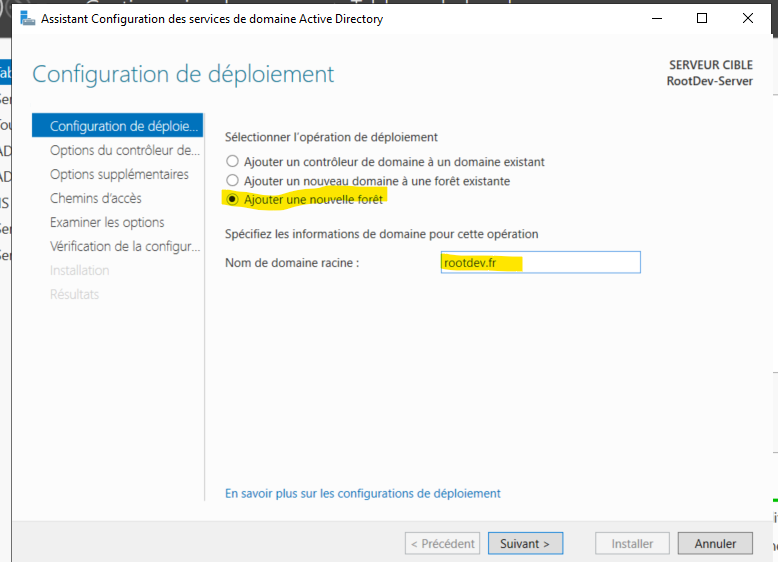 Assistant Configuration des services de domaine Active Directory
Configuration de déploiement
SERVEUR CIBLE
RootDev-Server
Configuration de déploie...
Options du contrôleur de...
Options supplémentaires
Chemins d'accès
Examiner les options
Vérification de la configur...
Installation
Résultats
Sélectionner l'opération de déploiement
Ajouter un contrôleur de domaine à un domaine existant
Ajouter un nouveau domaine à une forêt existante
Ajouter une nouvelle forêt
Spécifiez les informations de domaine pour cette opération
Nom de domaine racine :
rootdev.fr
En savoir plus sur les configurations de déploiement
< Précédent
Suivant >
Installer
Annuler